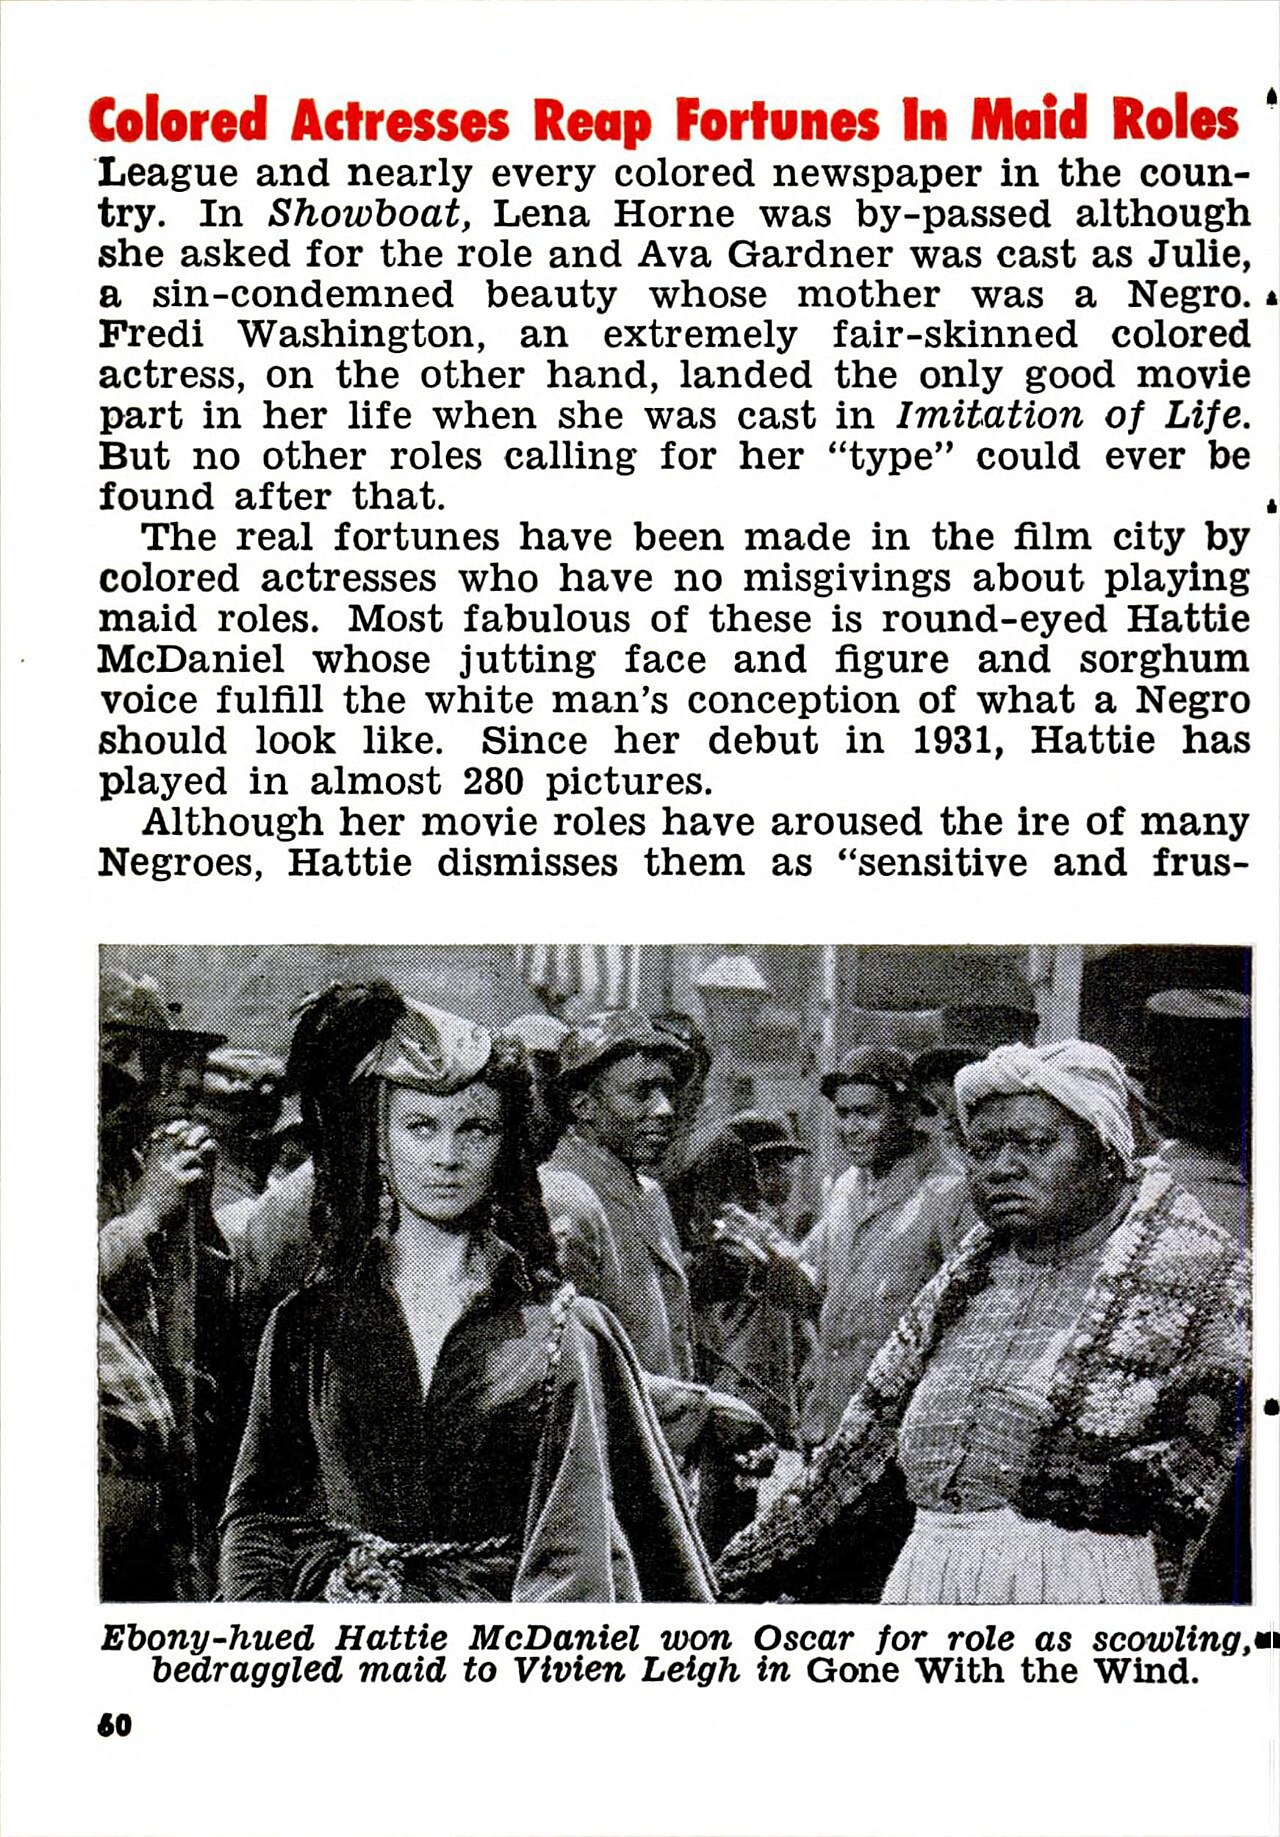 Colored Actresses Reap Fortunes In Maid Roles
League and nearly every colored newspaper in the coun-
try. In Showboat, Lena Horne was by-passed although
she asked for the role and Ava Gardner was cast as Julie,
a sin-condemned beauty whose mother was a Negro.
Fredi Washington, an extremely fair-skinned colored
actress, on the other hand, landed the only good movie
part in her life when she was cast in Imitation of Life.
But no other roles calling for her “type” could ever be
found after that.
The real fortunes have been made in the film city by
colored actresses who have no misgivings about playing
maid roles. Most fabulous of these is round-eyed Hattie
McDaniel whose jutting face and figure and sorghum
voice fulfill the white man’s conception of what a Negro
should look like. Since her debut in 1931, Hattie has
played in almost 280 pictures.
Although her movie roles have aroused the ire of many
Negroes, Hattie dismisses them as “sensitive and frus-
Ebony-hued Hattie McDaniel won Oscar for role as scowling,
bedraggled maid to Vivien Leigh in Gone With the Wind.
60